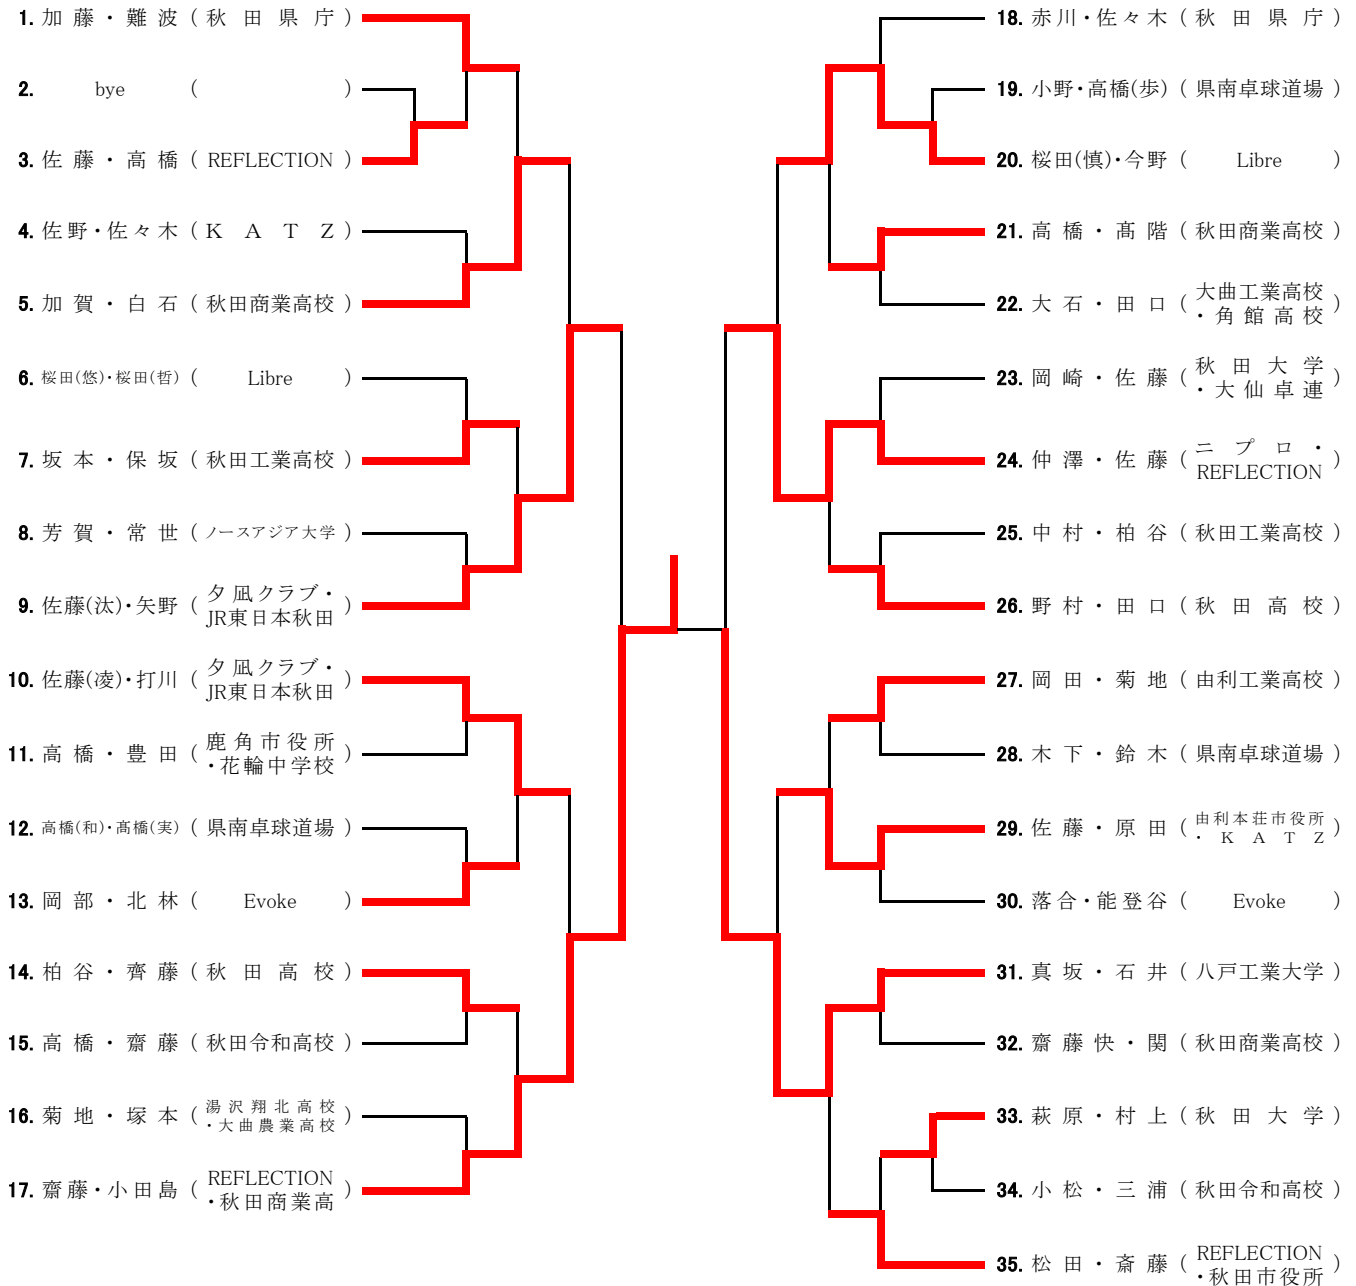 1. 加藤・難波 (秋田県庁)
2. bye ( )
3. 佐藤・高橋 (REFLECTION)
4. 佐野・佐々木 (KATZ)
5. 加賀・白石 (秋田商業高校)
6. 桜田(悠)・桜田(哲) (Libre)
7. 坂本・保坂 (秋田工業高校)
8. 芳賀・常世 (ノースアジア大学)
9. 佐藤(汰)・矢野 (夕凪クラブ・
JR東日本秋田)
10. 佐藤(凌)・打川 (夕凪クラブ・
JR東日本秋田)
11. 高橋・豊田 (鹿角市役所
・花輪中学校)
12. 高橋(和)・髙橋(実) (県南卓球道場)
13. 岡部・北林 (Evoke)
14. 柏谷・齊藤 (秋田高校)
15. 高橋・齋藤 (秋田令和高校)
16. 菊地・塚本 (湯沢翔北高校
・大曲農業高校)
17. 齋藤・小田島 (REFLECTION
・秋田商業高)
18. 赤川・佐々木 (秋田県庁)
19. 小野・高橋(歩) (県南卓球道場)
20. 桜田(慎)・今野 (Libre)
21. 高橋・髙階 (秋田商業高校)
22. 大石・田口 (大曲工業高校
・角館高校)
23. 岡崎・佐藤 (秋田大学
・大仙卓連)
24. 仲澤・佐藤 (ニプロ・
REFLECTION)
25. 中村・柏谷 (秋田工業高校)
26. 野村・田口 (秋田高校)
27. 岡田・菊地 (由利工業高校)
28. 木下・鈴木 (県南卓球道場)
29. 佐藤・原田 (由利本荘市役所
・KATZ)
30. 落合・能登谷 (Evoke)
31. 真坂・石井 (八戸工業大学)
32. 齋藤快・関 (秋田商業高校)
33. 萩原・村上 (秋田大学)
34. 小松・三浦 (秋田令和高校)
35. 松田・斎藤 (REFLECTION
・秋田市役所)